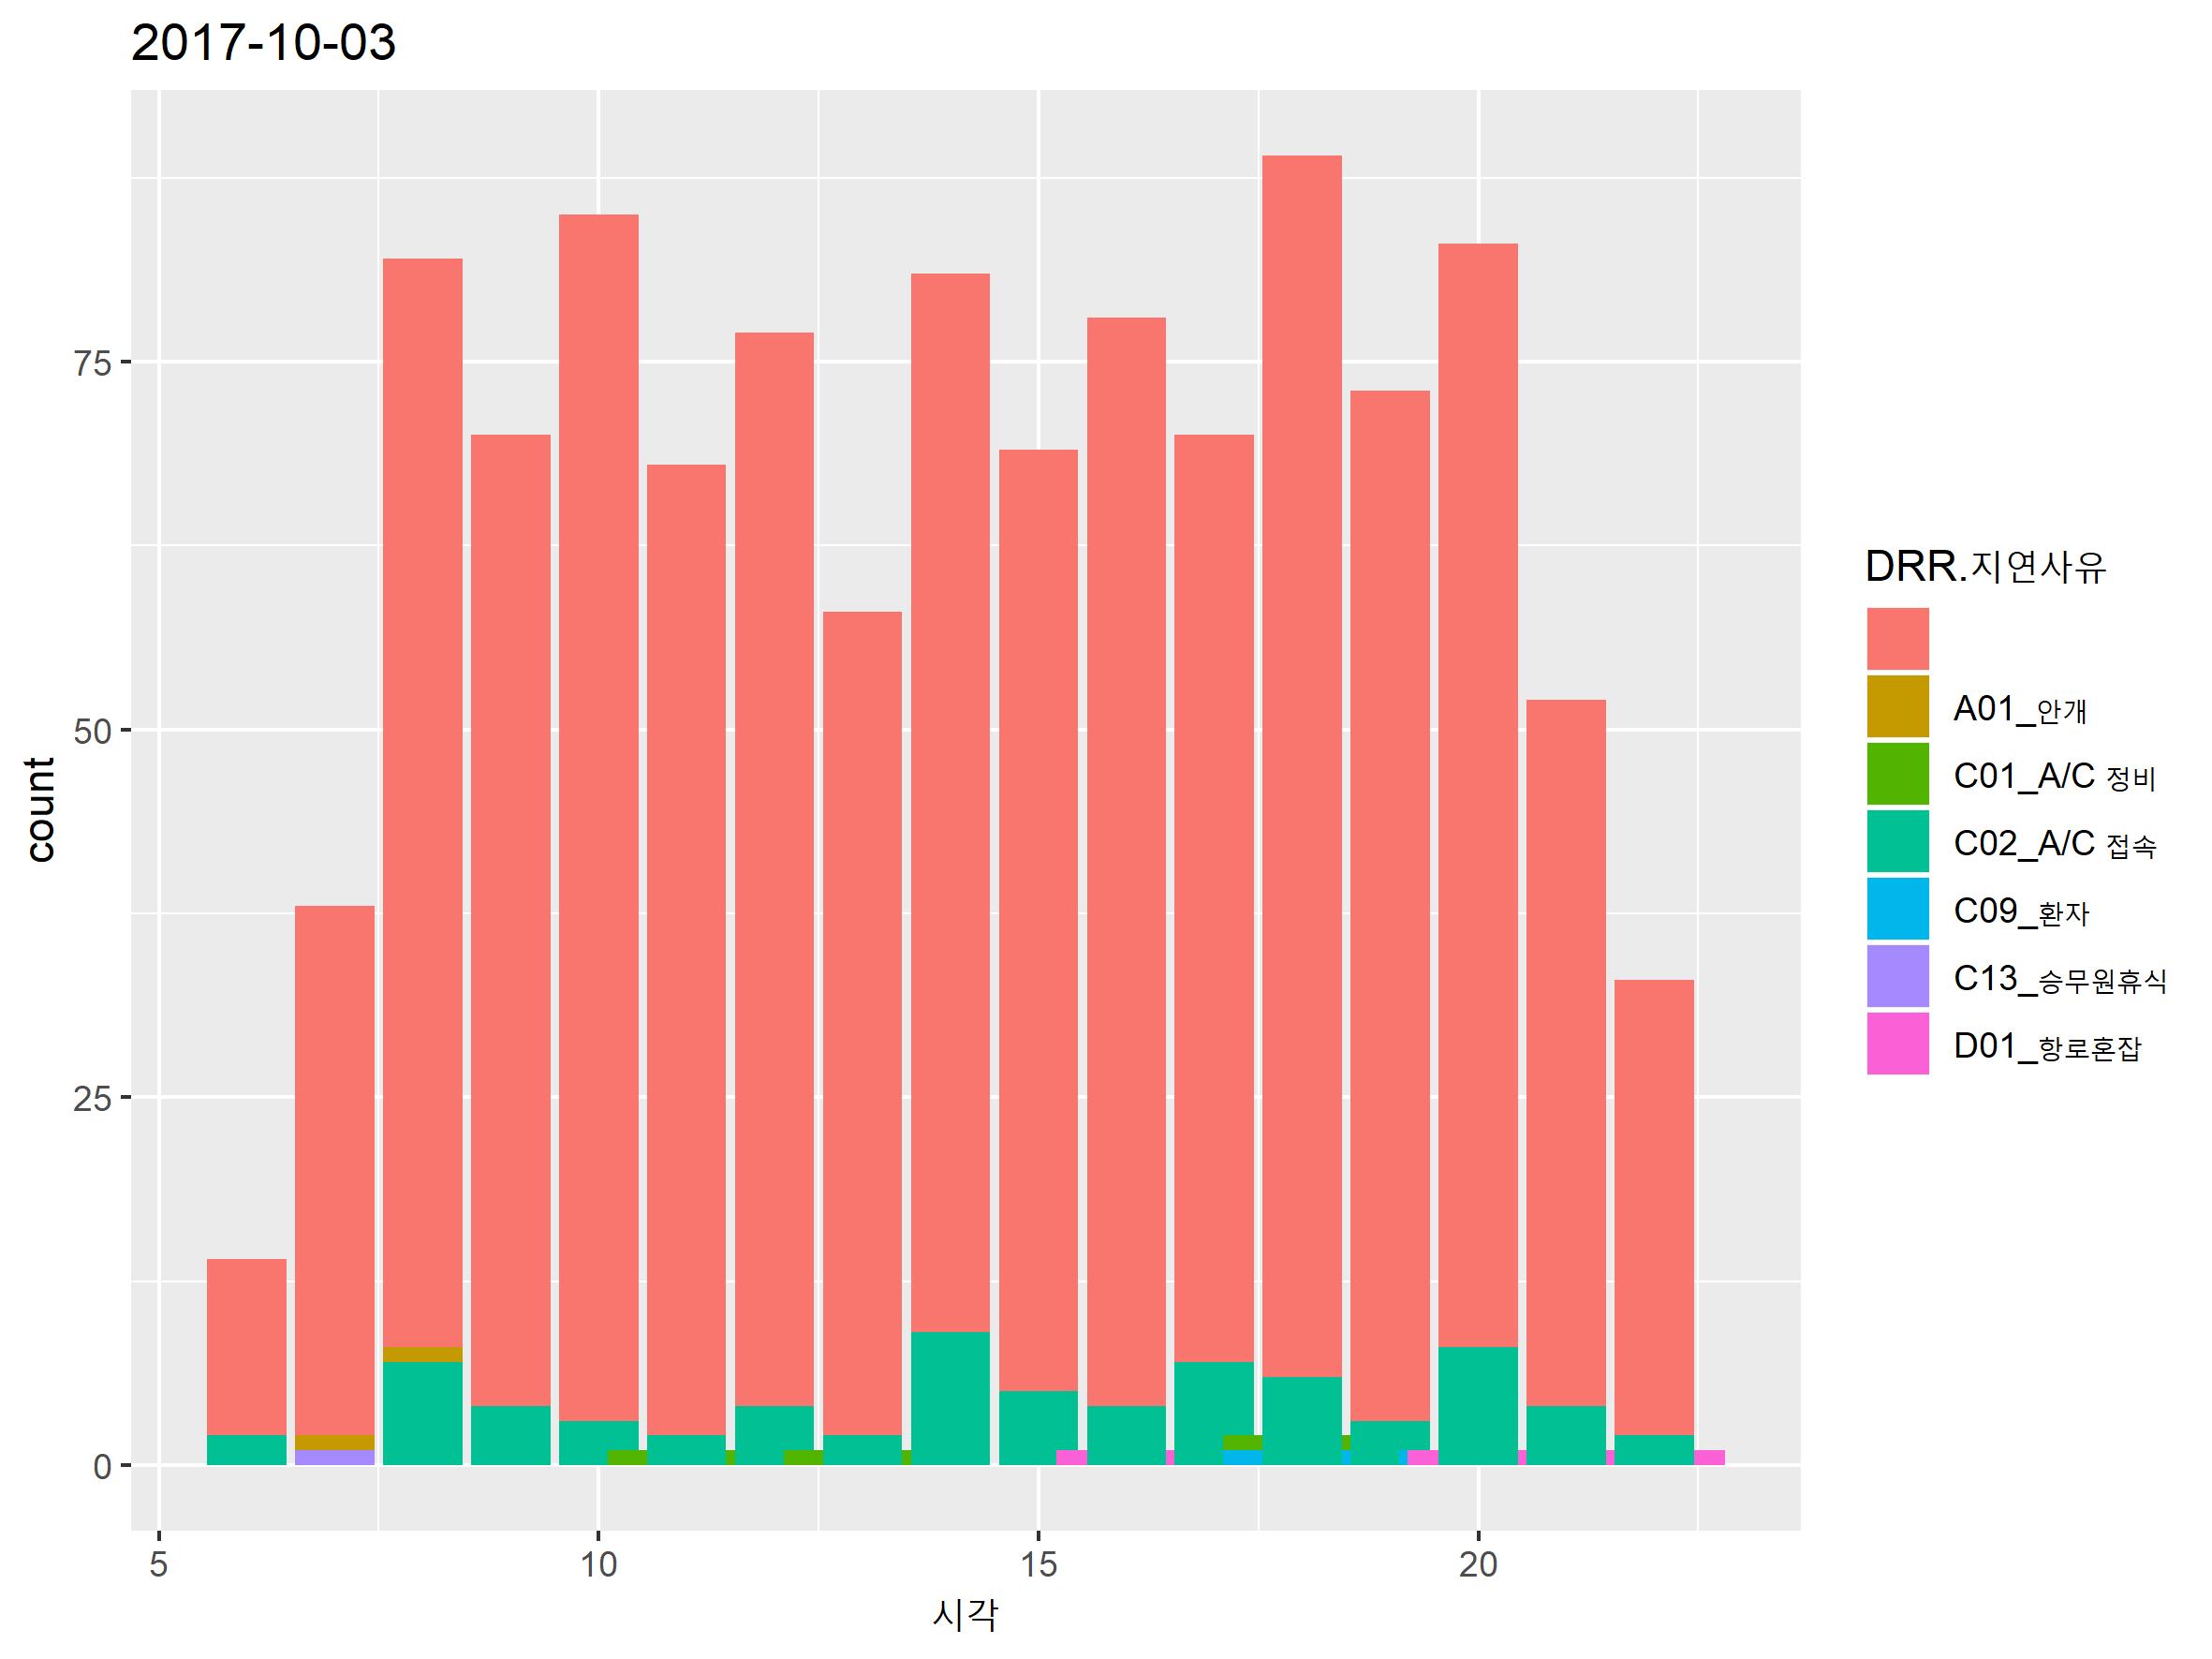 2017-10-03
count
75
50
25
0
5 10 15 20
시각
DRR.지연사유
A01_안개
C01_A/C 정비
C02_A/C 접속
C09_환자
C13_승무원휴식
D01_항로혼잡